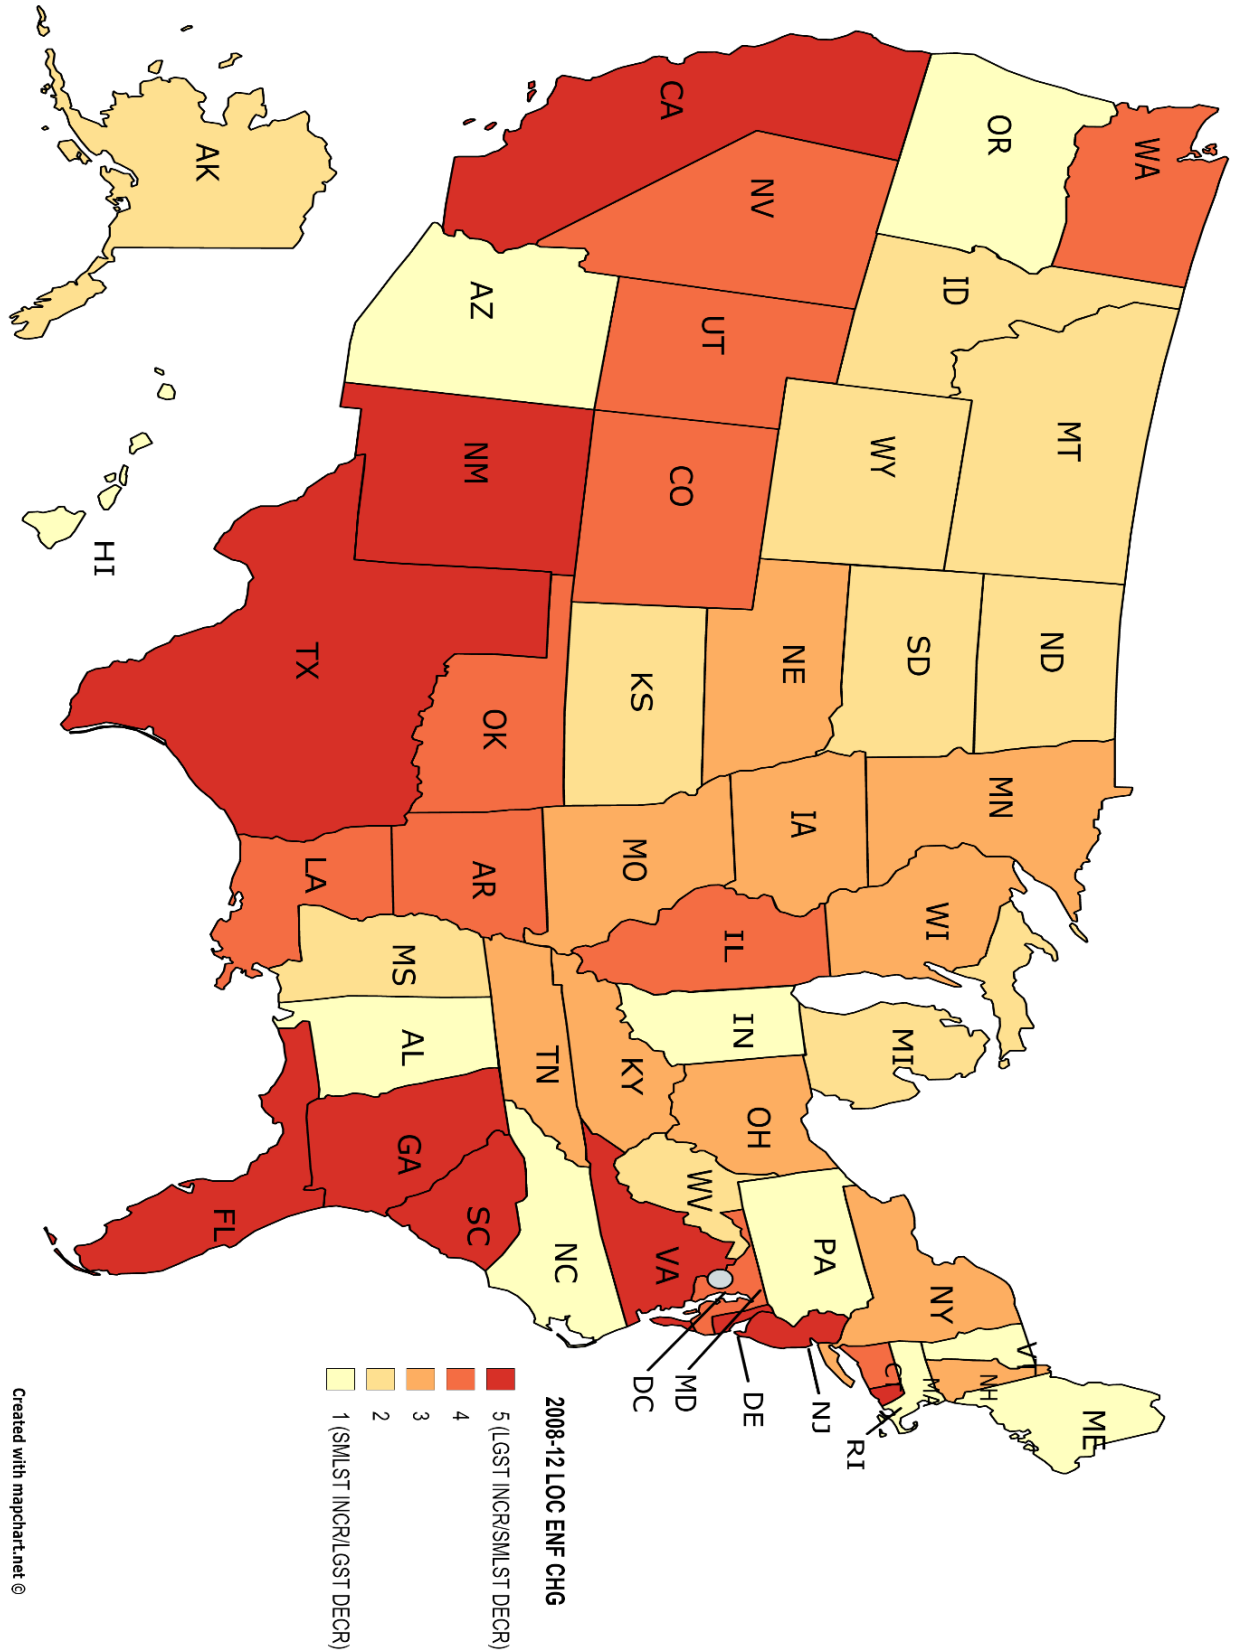 WA
OR
CA
NV
ID
MT
WY
UT
CO
AZ
NM
ND
SD
NE
KS
OK
TX
MN
IA
MO
AR
LA
WI
IL
MS
MI
IN
KY
TN
AL
OH
WV
VA
NC
SC
GA
FL
PA
NY
VT
NH
ME
MA
CT
RI
NJ
DE
MD
DC
AK
HI
2008-12 LOC ENF CHG
5 (LGST INCR/SMLST DECR)
4
3
2
1 (SMLST INCR/LGST DECR)
Created with mapchart.net ©